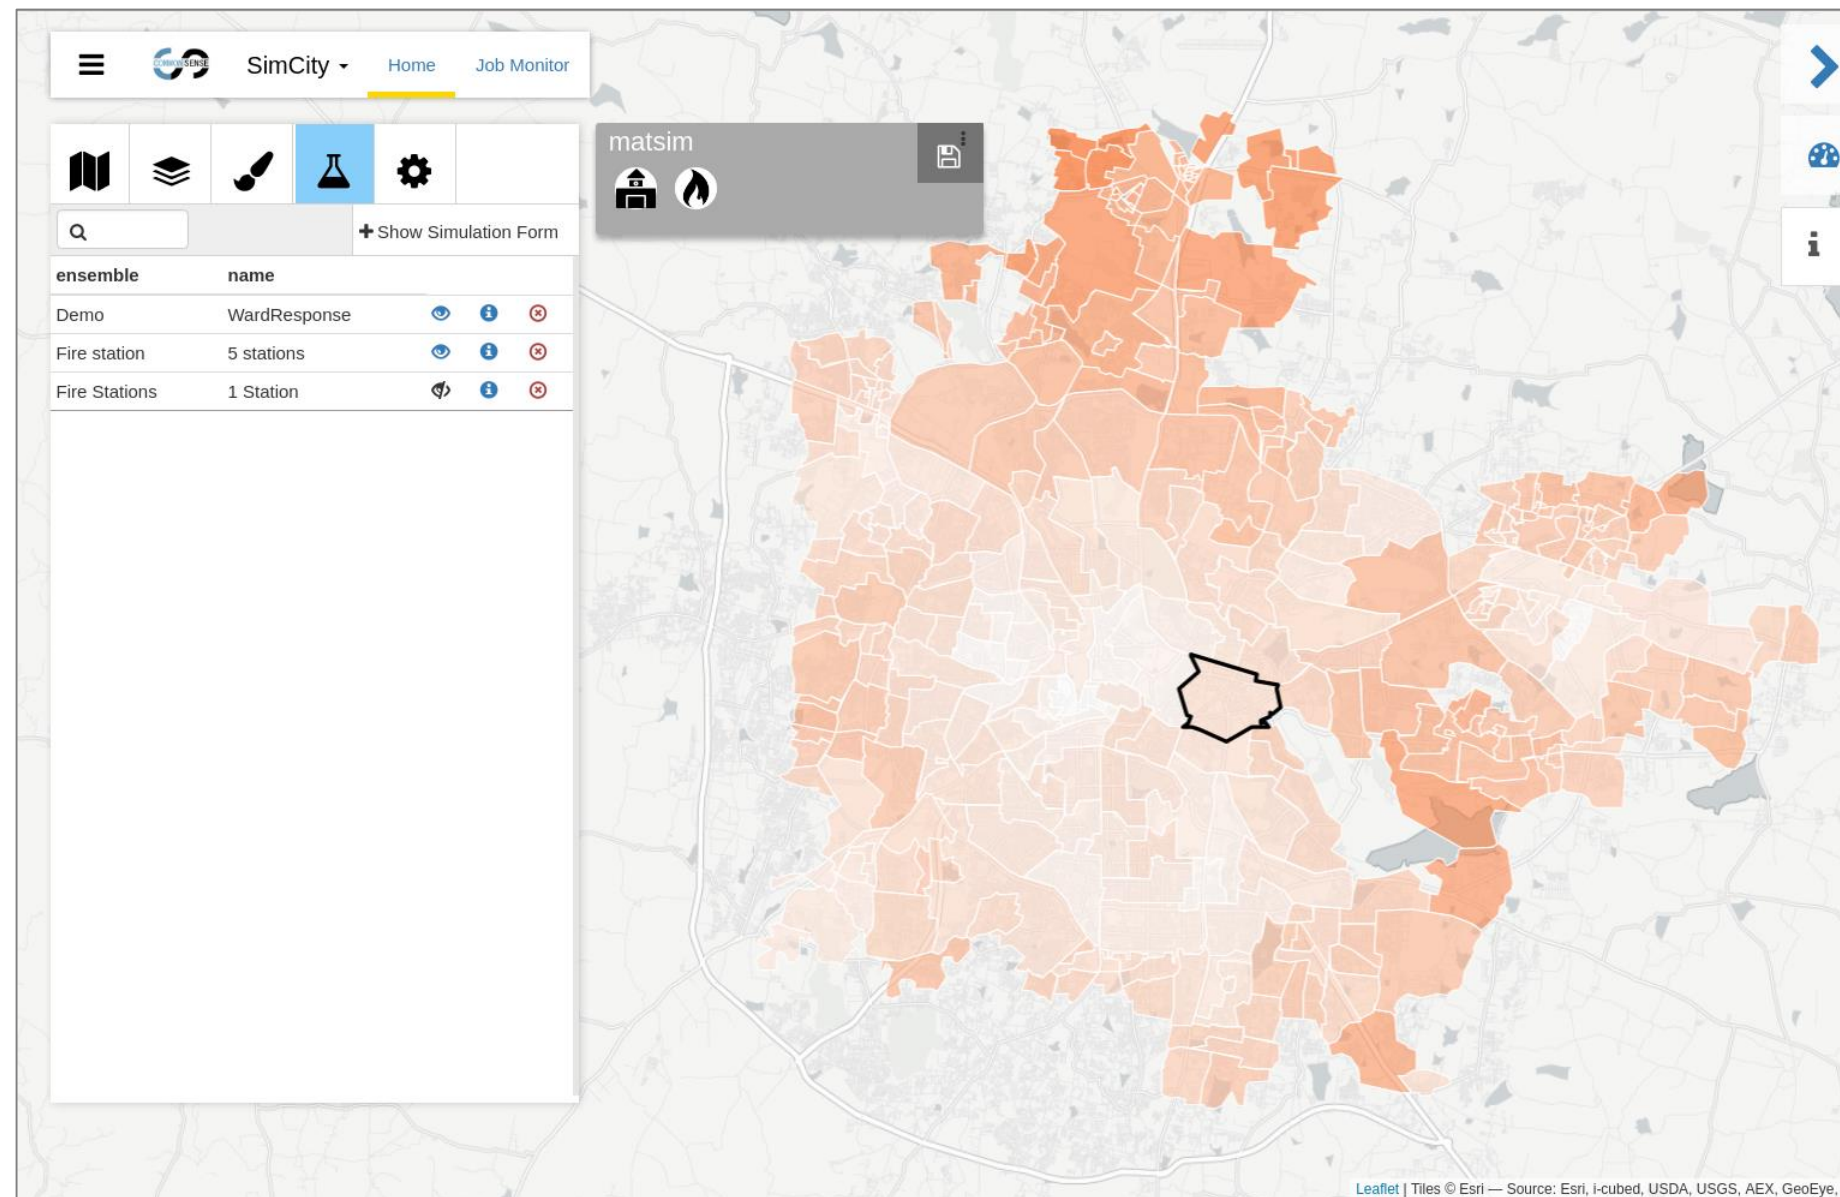 COMMONSENSE
SimCity
Home
Job Monitor
matsim
Show Simulation Form
ensemble name
Demo WardResponse
Fire station 5 stations
Fire Stations 1 Station
Leaflet | Tiles © Esri — Source: Esri, i-cubed, USDA, USGS, AEX, GeoEye,